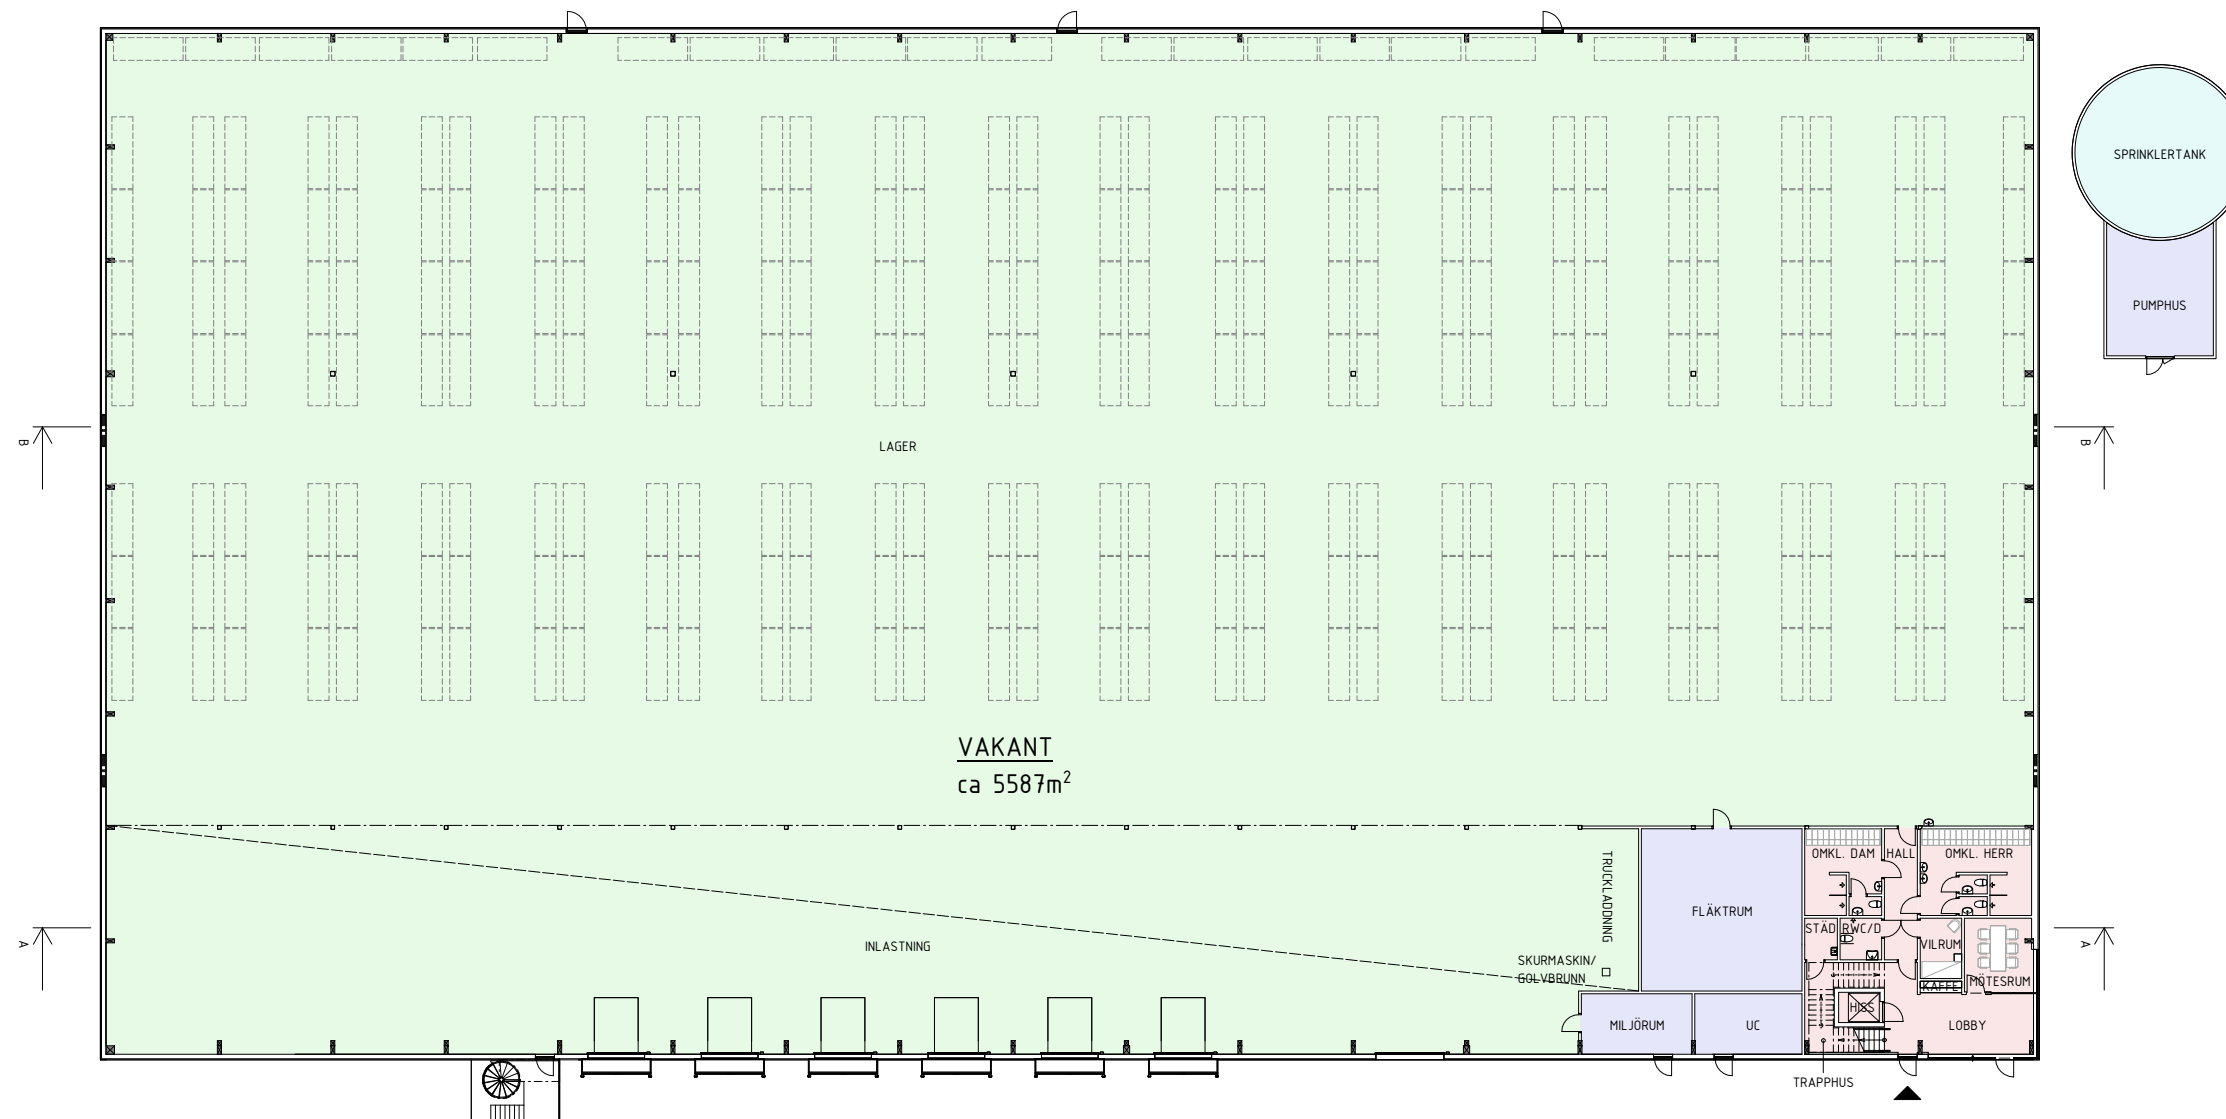 SPRINKLERTANK
PUMPHUS
B
B
LAGER
VAKANT
ca 5587m²
TRUCKLADDNING
OMKL. DAM
HALL
OMKL. HERR
FLÄKTRUM
STÄD
RWC/D
VILRUM
A
A
INLASTNING
SKURMASKIN/
GOLVBRUNN
MÖTESRUM
KAFFE
HISS
MILJÖRUM
UC
LOBBY
TRAPPHUS